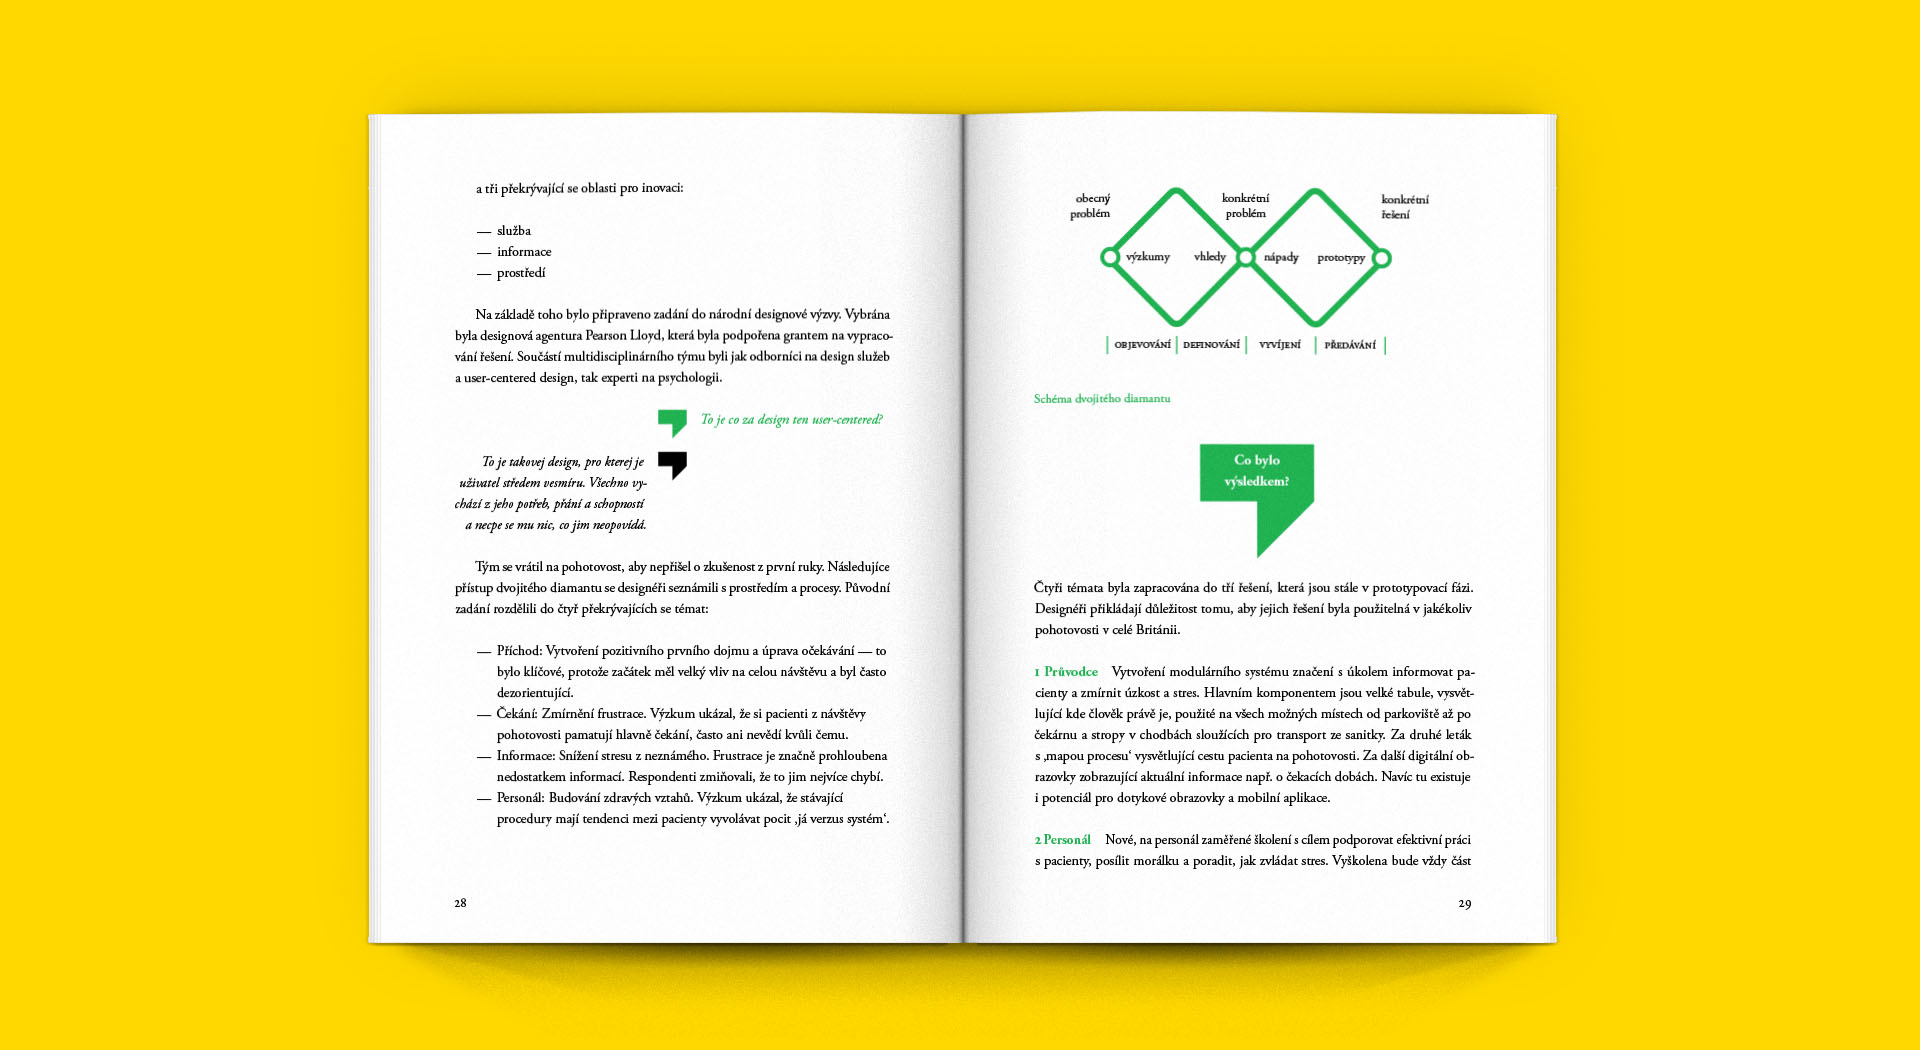 a tři překrývající se oblasti pro inovaci:
— služba
— informace
— prostředí
Na základě toho bylo připraveno zadání do národní designové výzvy. Vybrána
byla designová agentura Pearson Lloyd, která byla podpořena grantem na vypraco-
vání řešení. Součástí multidisciplinárního týmu byli jak odborníci na design služeb
a user-centered design, tak experti na psychologii.
To je co za design ten user-centered?
To je takovej design, pro kterej je
uživatel středem vesmíru. Všechno vy-
chází z jeho potřeb, přání a schopností
a necpe se mu nic, co jim neopovídá.
Tým se vrátil na pohotovost, aby nepřišel o zkušenost z první ruky. Následujíce
přístup dvojitého diamantu se designéři seznámili s prostředím a procesy. Původní
zadání rozdělili do čtyř překrývajících se témat:
— Příchod: Vytvoření pozitivního prvního dojmu a úprava očekávání — to
bylo klíčové, protože začátek měl velký vliv na celou návštěvu a byl často
dezorientující.
— Čekání: Zmírnění frustrace. Výzkum ukázal, že si pacienti z návštěvy
pohotovosti pamatují hlavně čekání, často ani nevědí kvůli čemu.
— Informace: Snížení stresu z neznámého. Frustrace je značně prohloubena
nedostatkem informací. Respondenti zmiňovali, že to jim nejvíce chybí.
— Personál: Budování zdravých vztahů. Výzkum ukázal, že stávající
procedury mají tendenci mezi pacienty vyvolávat pocit ‚já verzus systém‘.
28
obecný
problém
konkrétní
problém
konkrétní
řešení
výzkumy vhledy nápady prototypy
OBJEVOVÁNÍ DEFINOVÁNÍ VYVÍJENÍ PŘEDÁVÁNÍ
Schéma dvojitého diamantu
Co bylo
výsledkem?
Čtyři témata byla zapracována do tří řešení, která jsou stále v prototypovací fázi.
Designéři přikládají důležitost tomu, aby jejich řešení byla použitelná v jakékoliv
pohotovosti v celé Británii.
1 Průvodce Vytvoření modulárního systému značení s úkolem informovat pa-
cienty a zmírnit úzkost a stres. Hlavním komponentem jsou velké tabule, vysvět-
lující kde člověk právě je, použité na všech možných místech od parkoviště až po
čekárnu a stropy v chodbách sloužících pro transport ze sanitky. Za druhé leták
s ‚mapou procesu‘ vysvětlující cestu pacienta na pohotovosti. Za další digitální ob-
razovky zobrazující aktuální informace např. o čekacích dobách. Navíc tu existuje
i potenciál pro dotykové obrazovky a mobilní aplikace.
2 Personál Nové, na personál zaměřené školení s cílem podporovat efektivní práci
s pacienty, posílit morálku a poradit, jak zvládat stres. Vyškolena bude vždy část
29